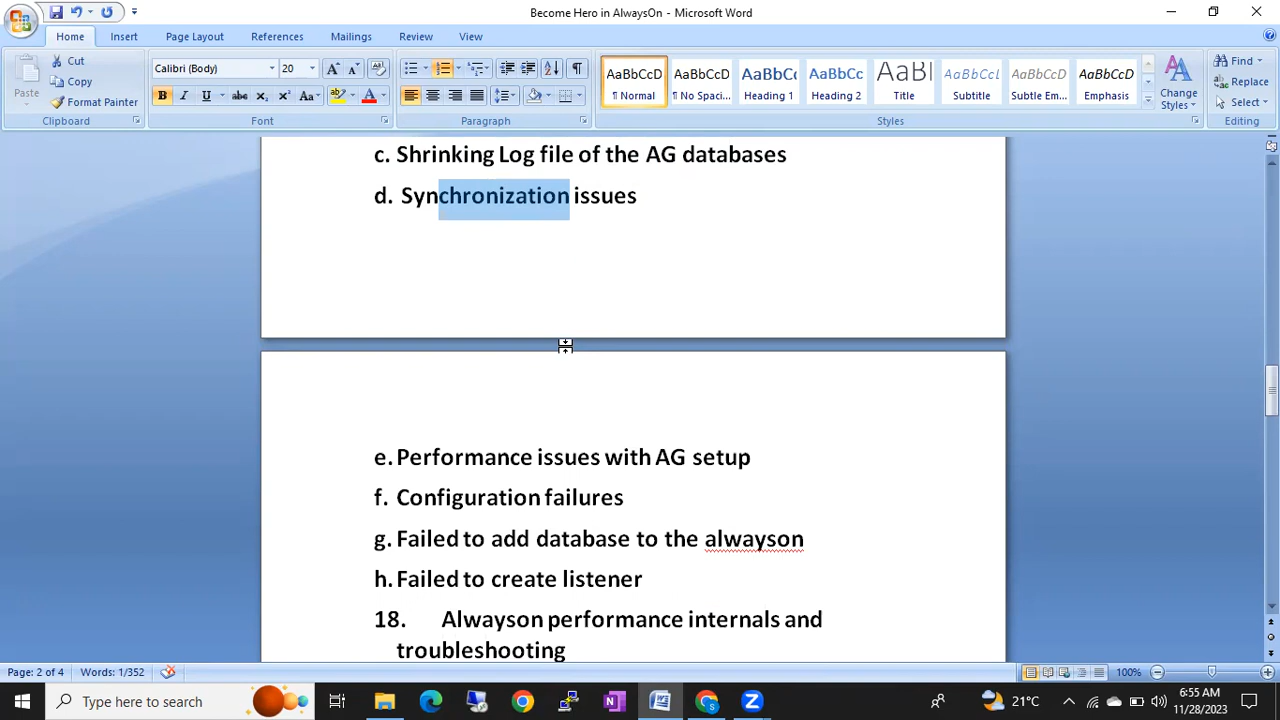 Become Hero in AlwaysOn - Microsoft Word
Home Insert Page Layout References Mailings Review View
Paste
Cut
Copy
Format Painter
Clipboard
Calibri (Body) 20
Font
Paragraph
AaBbCcD AaBbCcD AaBbCc AaBbCc AaBl AaBbCcL AaBbCcD AaBbCcD
¶ Normal ¶ No Spaci... Heading 1 Heading 2 Title Subtitle Subtle Em... Emphasis
Change Styles
Styles
Find
Replace
Select
Editing
c. Shrinking Log file of the AG databases
d. Synchronization issues
e. Performance issues with AG setup
f. Configuration failures
g. Failed to add database to the alwayson
h. Failed to create listener
18. Alwayson performance internals and
troubleshooting
Page: 2 of 4 Words: 1/352 100%
Type here to search
21°C
6:55 AM
11/28/2023